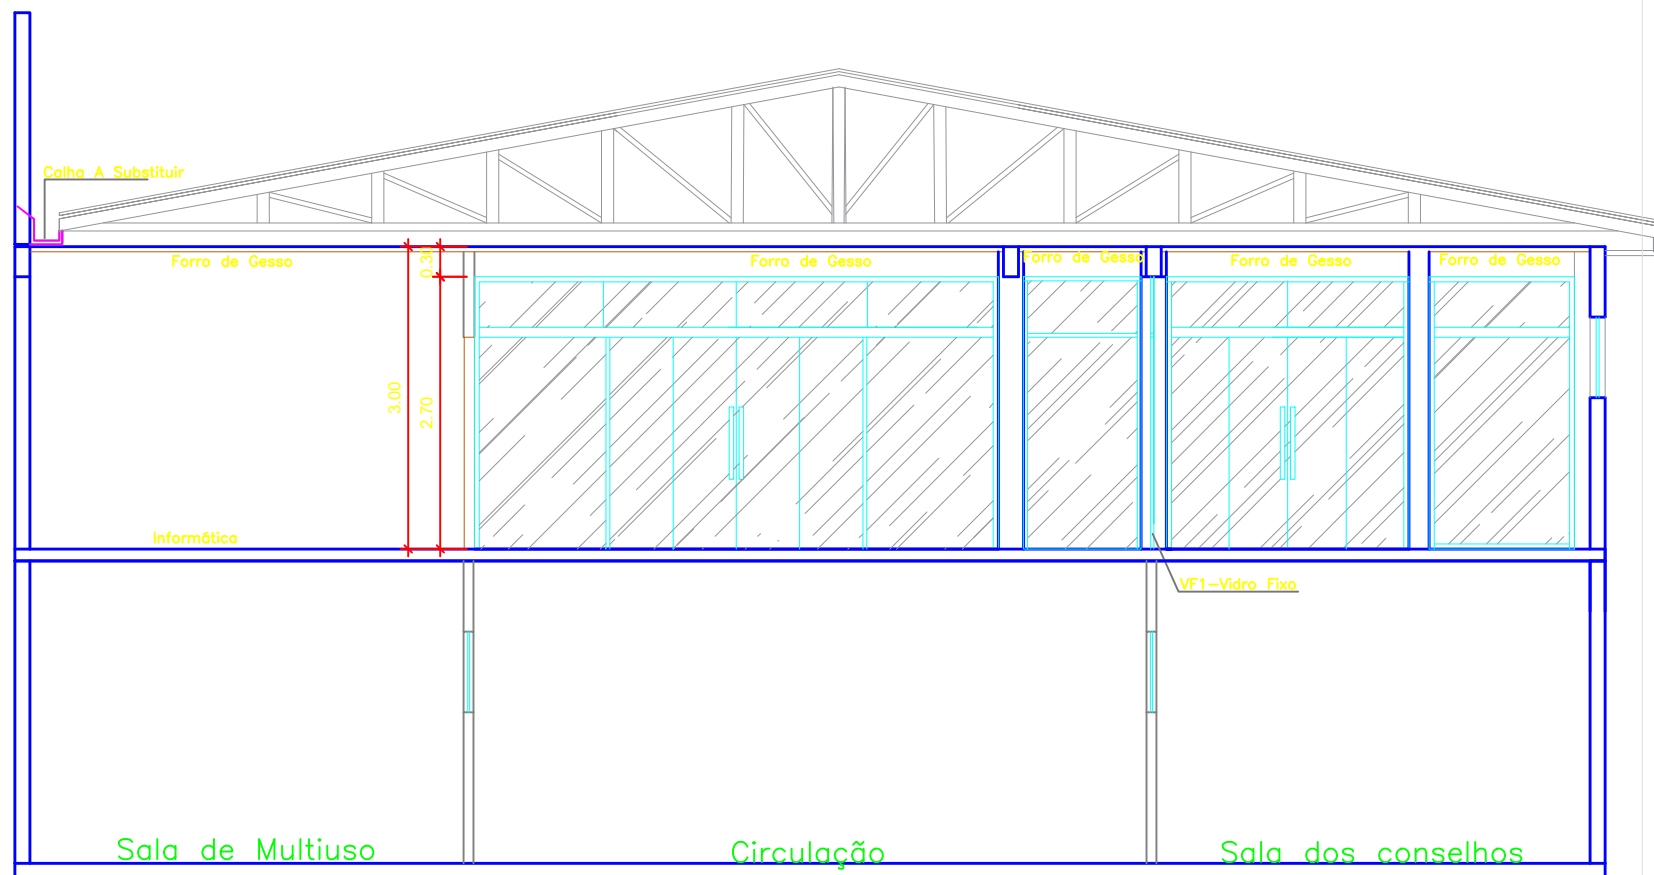 Calha A Substituir
Forro de Gesso
0.30
Forro de Gesso
Forro de Gesso
Forro de Gesso
Forro de Gesso
3.00
2.70
Informática
VF1-Vidro Fixo
Sala de Multiuso
Circulação
Sala dos conselhos